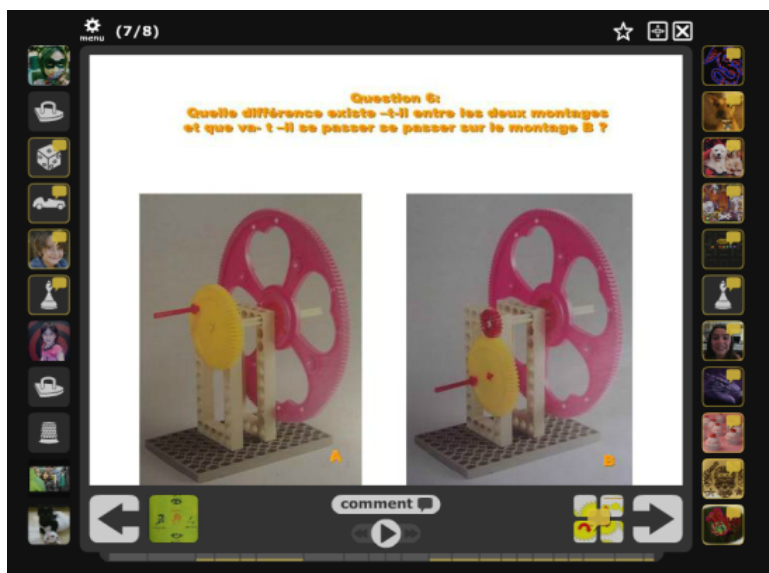 menu
(7/8)
Question 6:
Quelle différence existe –t-il entre les deux montages
et que va- t –il se passer se passer sur le montage B ?
A
B
comment